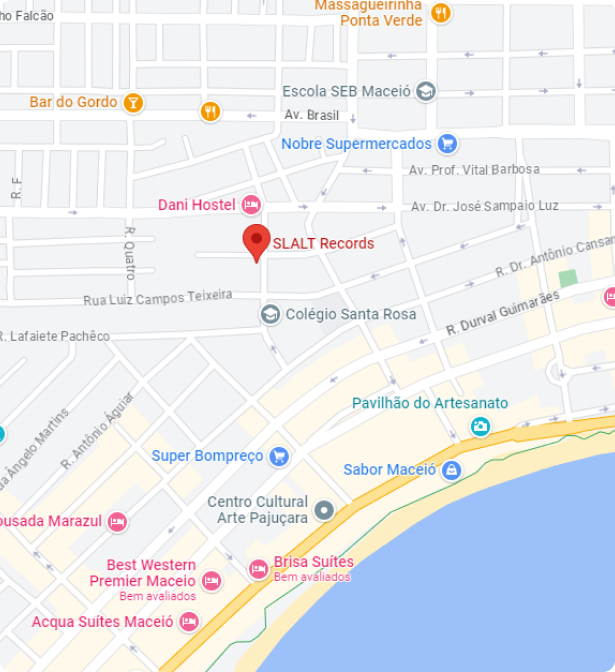 Massagueirinha
Ponta Verde
ho Falcão
Escola SEB Maceió
Bar do Gordo
Av. Brasil
Nobre Supermercados
Av. Prof. Vital Barbosa
R. F
Dani Hostel
Av. Dr. José Sampaio Luz
SLALT Records
R. Quatro
R. Dr. Antônio Cansan
Rua Luiz Campos Teixeira
R. Durval Guimarães
Colégio Santa Rosa
R. Lafaiete Pachêco
Pavilhão do Artesanato
R. Antônio Aguiar
da Ângelo Martins
Super Bompreço
Sabor Maceió
Centro Cultural
Arte Pajuçara
ousada Marazul
Brisa Suítes
Bem avaliados
Best Western
Premier Maceio
Bem avaliados
Acqua Suítes Maceió